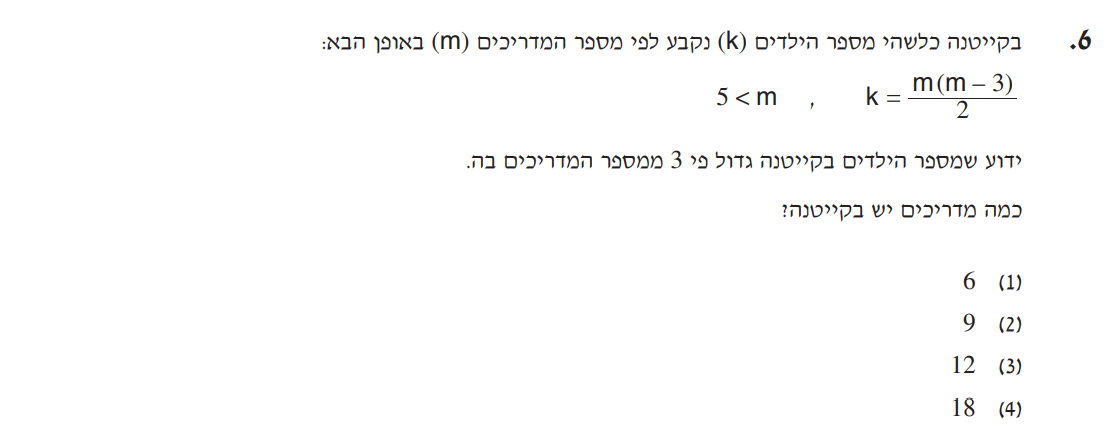 6. בקייטנה כלשהי מספר הילדים (k) נקבע לפי מספר המדריכים (m) באופן הבא:
k = m(m – 3)/2 , 5 < m
ידוע שמספר הילדים בקייטנה גדול פי 3 ממספר המדריכים בה.
כמה מדריכים יש בקייטנה?
(1) 6
(2) 9
(3) 12
(4) 18